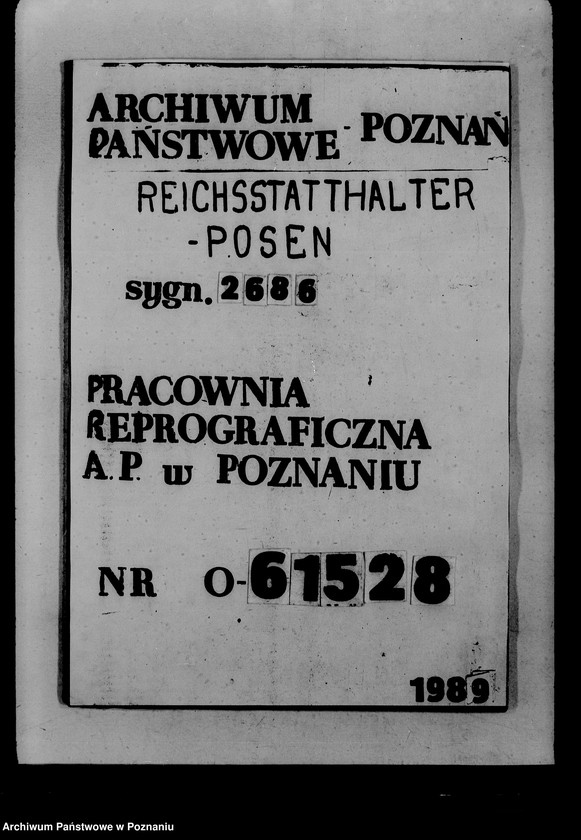 ARCHIWUM
PAŃSTWOWE - POZNAŃ
REICHSSTATTHALTER
-POSEN
sygn. 2686
PRACOWNIA
REPROGRAFICZNA
A.P. w POZNANIU
NR O-61528
1989
Archiwum Państwowe w Poznaniu